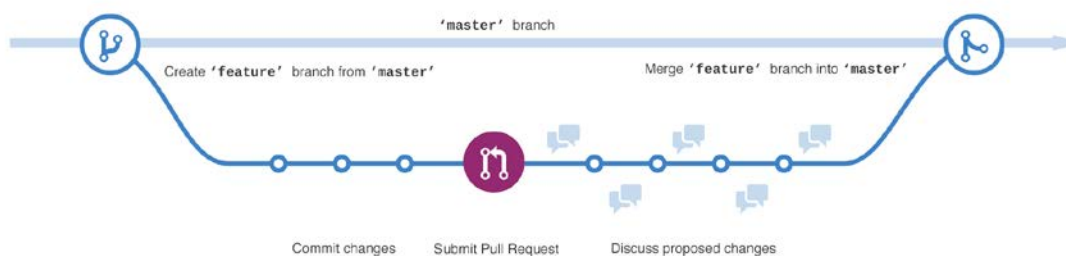 ‘master’ branch
Create ‘feature’ branch from ‘master’
Merge ‘feature’ branch into ‘master’
Commit changes
Submit Pull Request
Discuss proposed changes